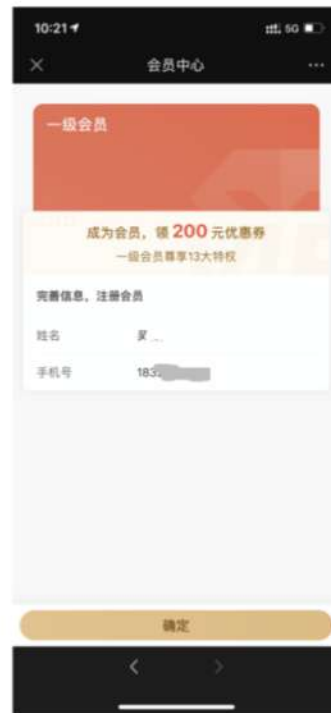 10:21 5G
会员中心
一级会员
成为会员，领 200 元优惠券
一级会员尊享13大特权
完善信息，注册会员
姓名
手机号 183
确定